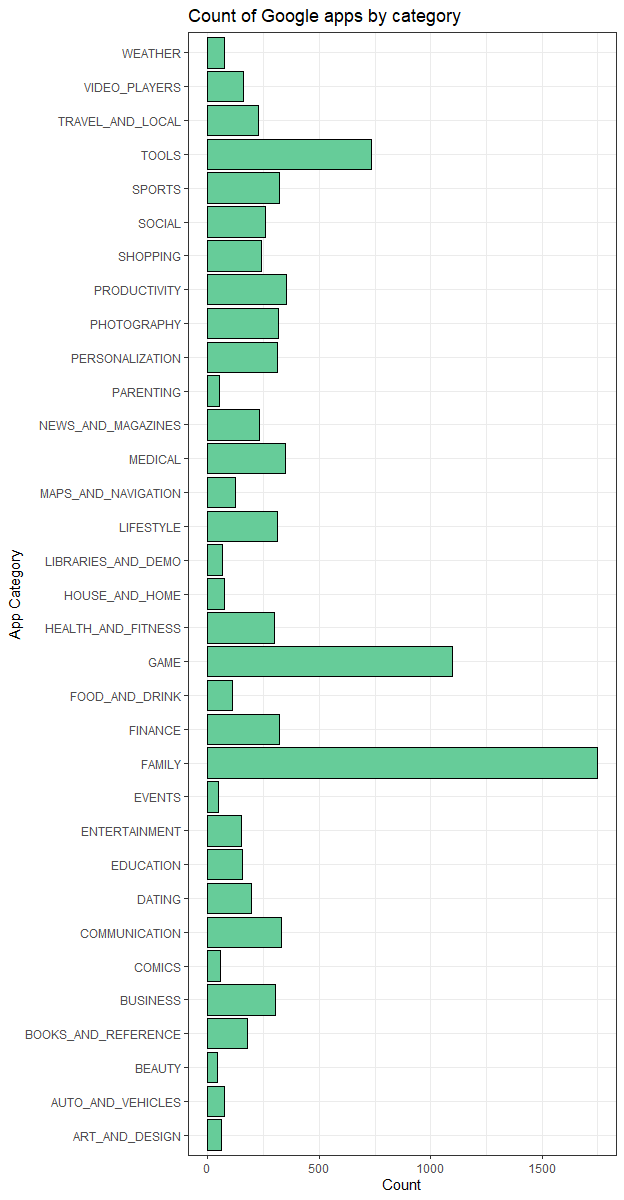 Count of Google apps by category
WEATHER
VIDEO_PLAYERS
TRAVEL_AND_LOCAL
TOOLS
SPORTS
SOCIAL
SHOPPING
PRODUCTIVITY
PHOTOGRAPHY
PERSONALIZATION
PARENTING
NEWS_AND_MAGAZINES
MEDICAL
MAPS_AND_NAVIGATION
LIFESTYLE
LIBRARIES_AND_DEMO
HOUSE_AND_HOME
HEALTH_AND_FITNESS
GAME
FOOD_AND_DRINK
FINANCE
FAMILY
EVENTS
ENTERTAINMENT
EDUCATION
DATING
COMMUNICATION
COMICS
BUSINESS
BOOKS_AND_REFERENCE
BEAUTY
AUTO_AND_VEHICLES
ART_AND_DESIGN
App Category
0 500 1000 1500
Count